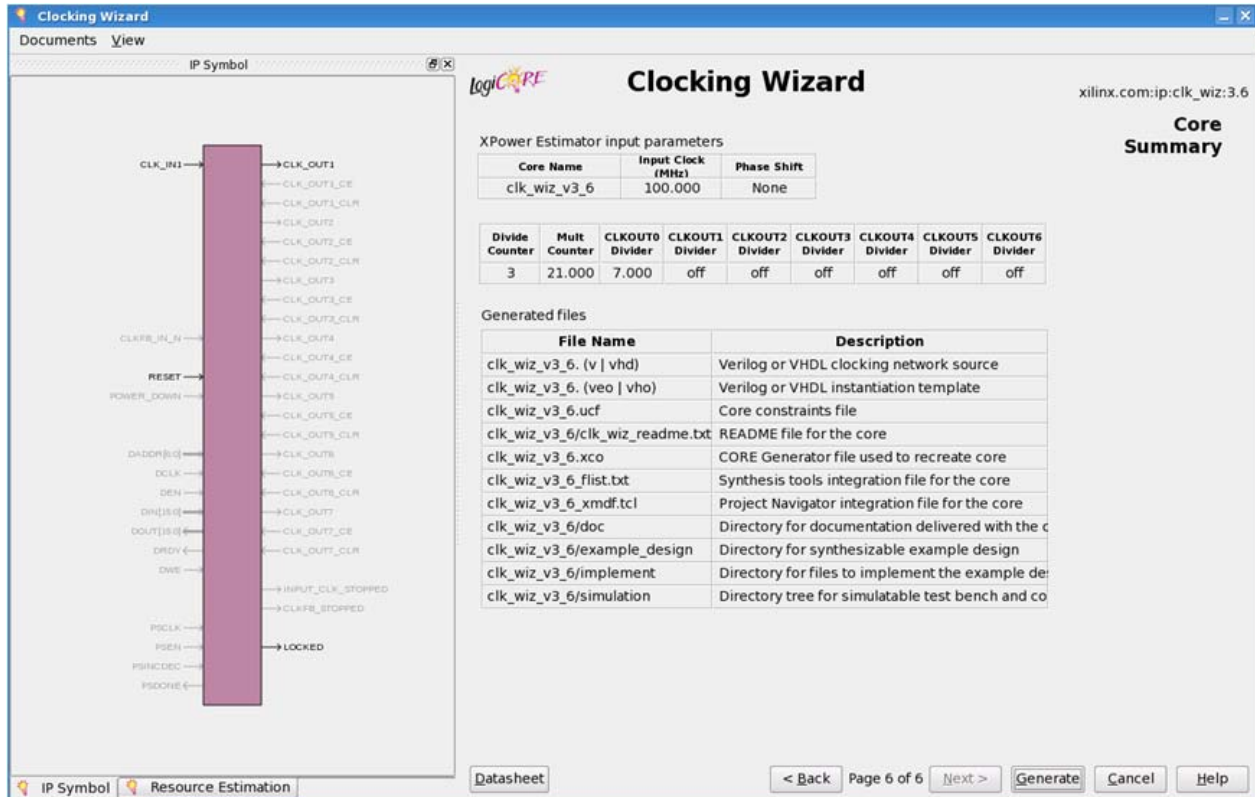 Clocking Wizard
Documents View
IP Symbol
CLK_IN1
CLKFB_IN_N
RESET
POWER_DOWN
DADDR[6:0]
DCLK
DEN
DIN[15:0]
DOUT[15:0]
DRDY
DWE
PSCLK
PSEN
PSINCDEC
PSDONE
CLK_OUT1
CLK_OUT1_CE
CLK_OUT1_CLR
CLK_OUT2
CLK_OUT2_CE
CLK_OUT2_CLR
CLK_OUT3
CLK_OUT3_CE
CLK_OUT3_CLR
CLK_OUT4
CLK_OUT4_CE
CLK_OUT4_CLR
CLK_OUT5
CLK_OUT5_CE
CLK_OUT5_CLR
CLK_OUT6
CLK_OUT6_CE
CLK_OUT6_CLR
CLK_OUT7
CLK_OUT7_CE
CLK_OUT7_CLR
INPUT_CLK_STOPPED
CLKFB_STOPPED
LOCKED
IP Symbol Resource Estimation
LogiCORE
Clocking Wizard
xilinx.com:ip:clk_wiz:3.6
Core
Summary
XPower Estimator input parameters
Core Name Input Clock (MHz) Phase Shift
clk_wiz_v3_6 100.000 None
Divide Counter Mult Counter CLKOUT0 Divider CLKOUT1 Divider CLKOUT2 Divider CLKOUT3 Divider CLKOUT4 Divider CLKOUT5 Divider CLKOUT6 Divider
3 21.000 7.000 off off off off off off
Generated files
File Name Description
clk_wiz_v3_6. (v | vhd) Verilog or VHDL clocking network source
clk_wiz_v3_6. (veo | vho) Verilog or VHDL instantiation template
clk_wiz_v3_6.ucf Core constraints file
clk_wiz_v3_6/clk_wiz_readme.txt README file for the core
clk_wiz_v3_6.xco CORE Generator file used to recreate core
clk_wiz_v3_6_flist.txt Synthesis tools integration file for the core
clk_wiz_v3_6_xmdf.tcl Project Navigator integration file for the core
clk_wiz_v3_6/doc Directory for documentation delivered with the c
clk_wiz_v3_6/example_design Directory for synthesizable example design
clk_wiz_v3_6/implement Directory for files to implement the example de
clk_wiz_v3_6/simulation Directory tree for simulatable test bench and co
Datasheet < Back Page 6 of 6 Next > Generate Cancel Help